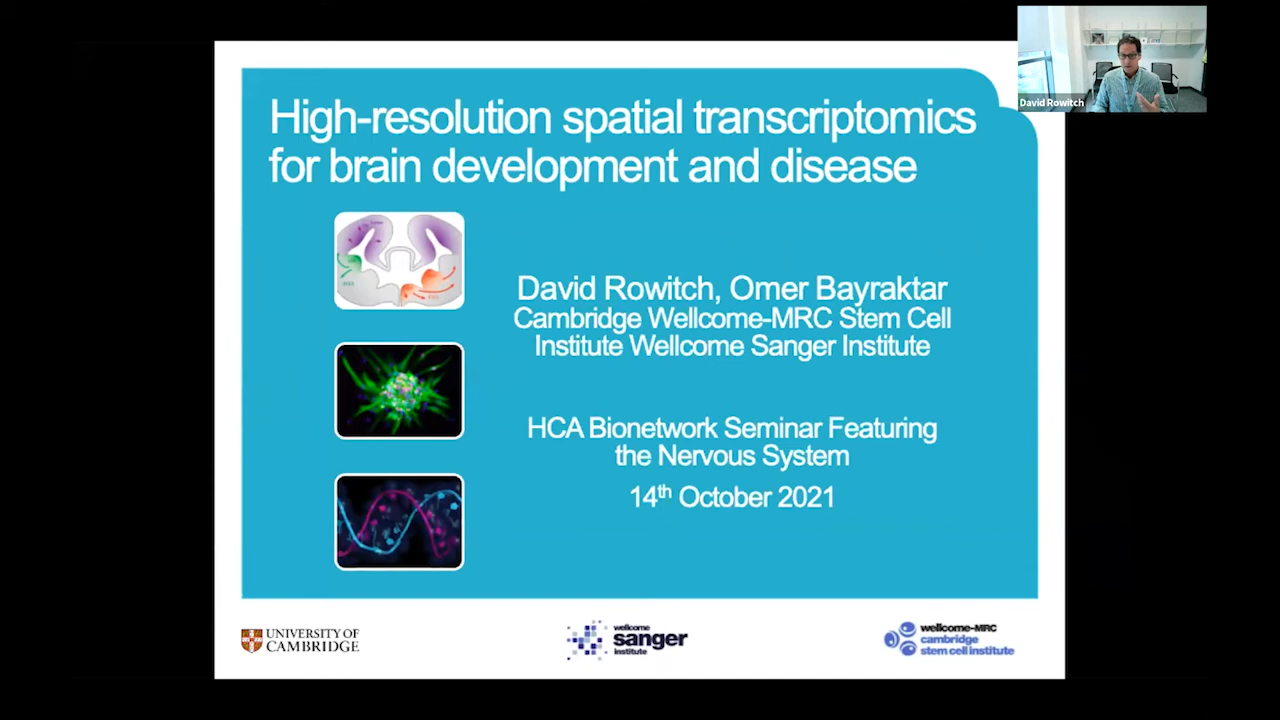 David Rowitch
High-resolution spatial transcriptomics
for brain development and disease
David Rowitch, Omer Bayraktar
Cambridge Wellcome-MRC Stem Cell
Institute Wellcome Sanger Institute
HCA Bionetwork Seminar Featuring
the Nervous System
14th October 2021
UNIVERSITY OF
CAMBRIDGE
wellcome
sanger
institute
wellcome-MRC
cambridge
stem cell institute